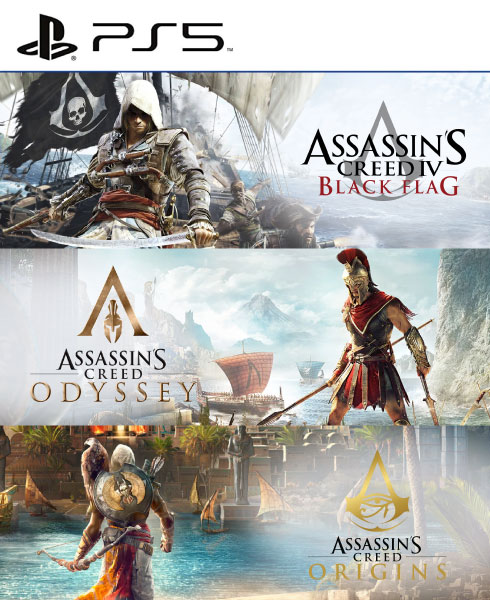 PS5
ASSASSIN'S
CREED IV
BLACK FLAG
ASSASSIN'S
CREED
ODYSSEY
ASSASSIN'S
CREED
ORIGINS